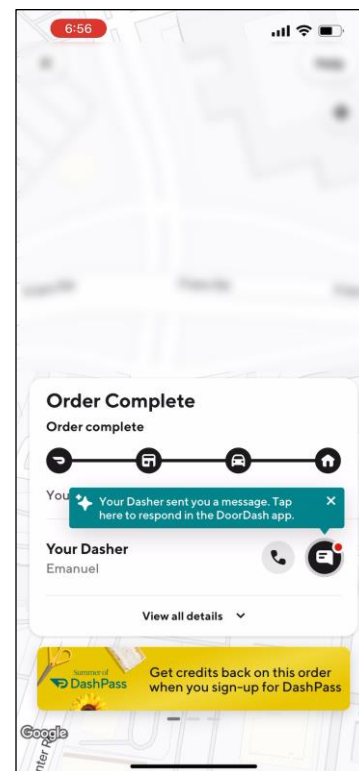 6:56
Order Complete
Order complete
You
Your Dasher sent you a message. Tap
here to respond in the DoorDash app.
Your Dasher
Emanuel
View all details
Summer of
DashPass
Get credits back on this order
when you sign-up for DashPass
Google